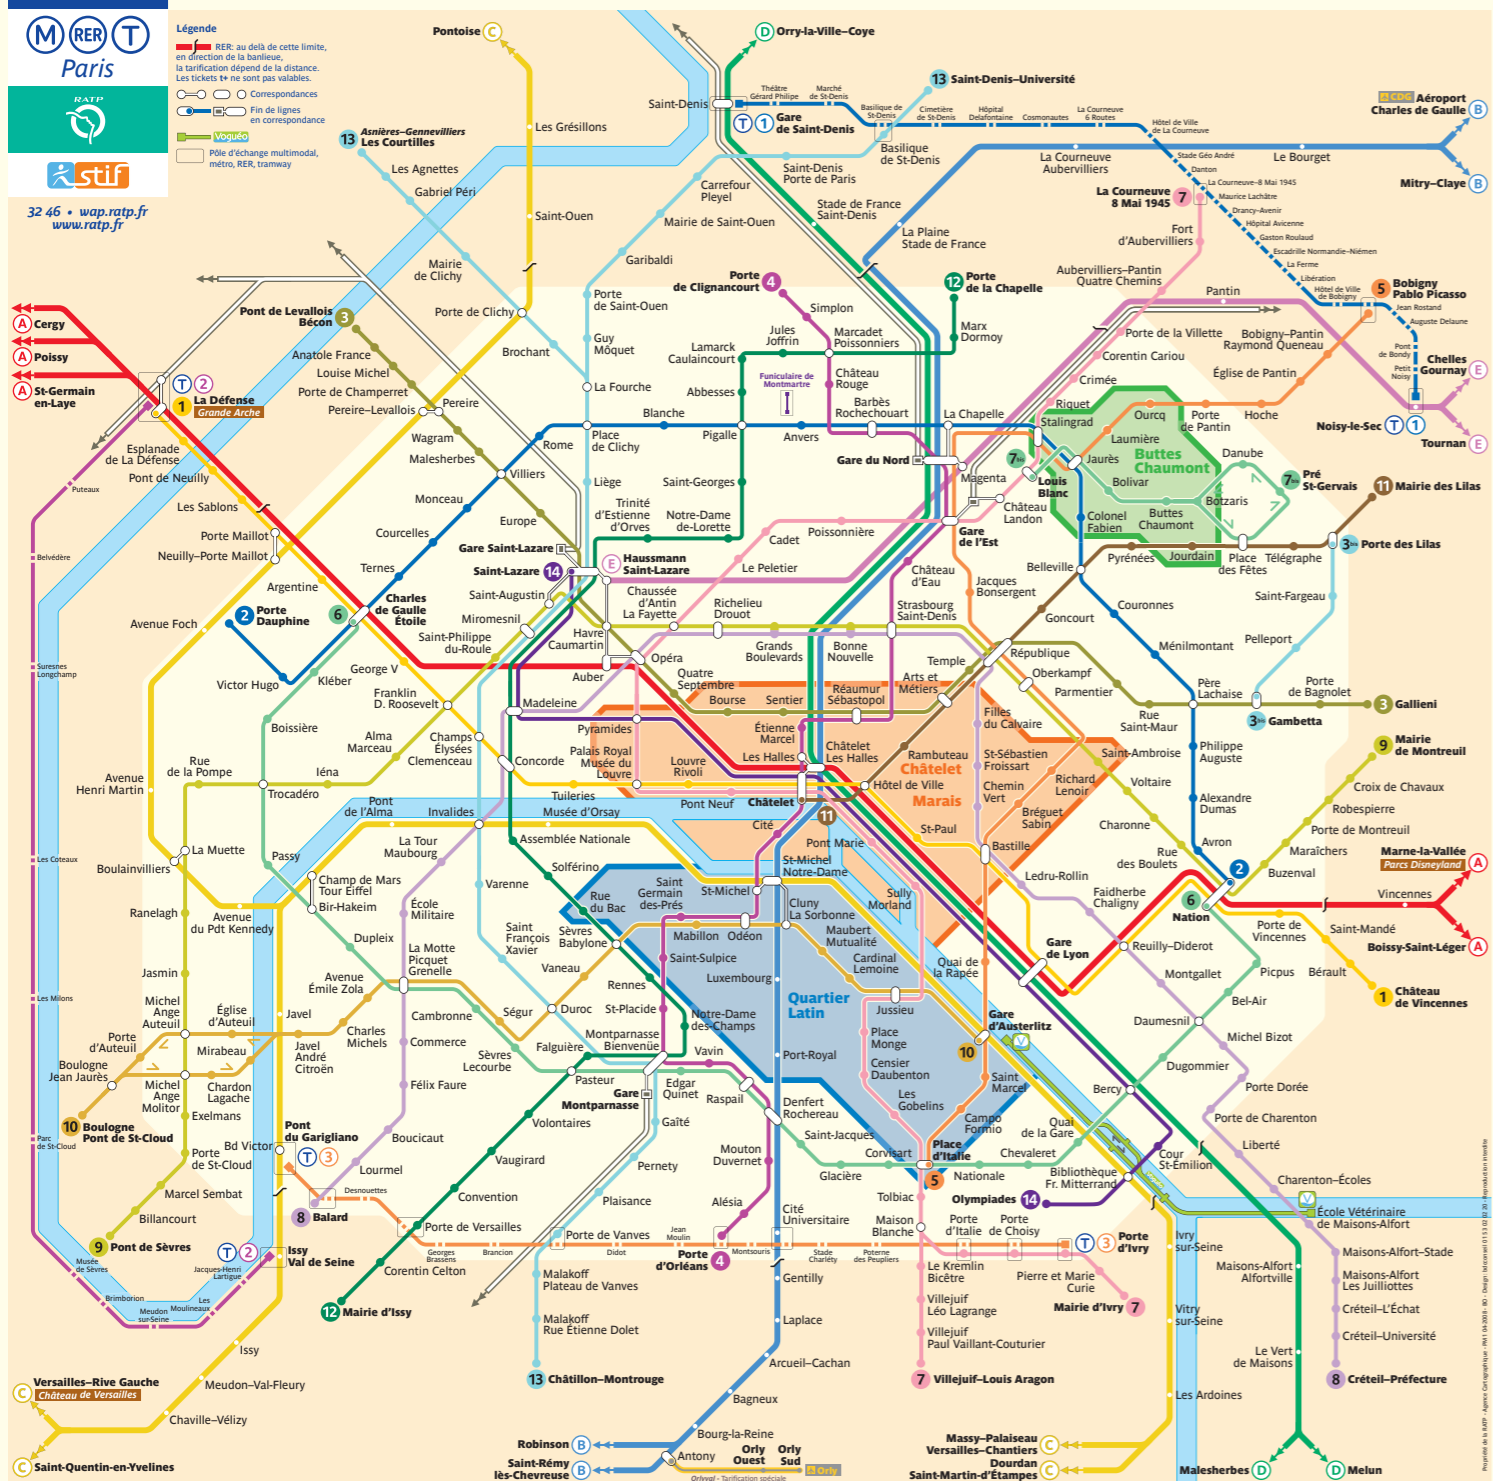 M RER T
Paris
RATP
stif
32 46 • wap.ratp.fr
www.ratp.fr
Légende
RER: au delà de cette limite,
en direction de la banlieue,
la tarification dépend de la distance.
Les tickets t+ ne sont pas valables.
Correspondances
Fin de lignes
en correspondance
Voguéo
Pôle d'échange multimodal,
métro, RER, tramway
Pontoise C
D Orry-la-Ville–Coye
Les Grésillons
Saint-Ouen
13 Asnières–Gennevilliers
Les Courtilles
Les Agnettes
Gabriel Péri
Mairie
de Clichy
Saint-Denis
T 1 Gare
de Saint-Denis
Théâtre
Gérard Philipe
Marché
de St-Denis
Basilique de
St-Denis
Cimetière
de St-Denis
Hôpital
Delafontaine
Cosmonautes
La Courneuve
6 Routes
Hôtel de Ville
de La Courneuve
Stade Géo André
Danton
La Courneuve–8 Mai 1945
Maurice Lachâtre
Drancy–Avenir
Hôpital Avicenne
Gaston Roulaud
Escadrille Normandie–Niémen
La Ferme
Libération
Hôtel de Ville
de Bobigny
Jean Rostand
Auguste Delaune
Pont
de Bondy
Petit
Noisy
Noisy-le-Sec T 1
13 Saint-Denis–Université
Basilique
de St-Denis
Saint-Denis
Porte de Paris
Carrefour
Pleyel
Mairie de Saint-Ouen
Garibaldi
Porte
de Saint-Ouen
Guy
Môquet
La Fourche
Brochant
Porte de Clichy
Stade de France
Saint-Denis
La Plaine
Stade de France
La Courneuve
Aubervilliers
Le Bourget
CDG Aéroport
Charles de Gaulle B
Mitry–Claye B
La Courneuve
8 Mai 1945 7
Fort
d'Aubervilliers
Aubervilliers–Pantin
Quatre Chemins
Porte de la Villette
Corentin Cariou
Crimée
Riquet
Stalingrad
Pantin
5 Bobigny
Pablo Picasso
Bobigny–Pantin
Raymond Queneau
Église de Pantin
Hoche
Porte
de Pantin
Ourcq
Laumière
Jaurès
Chelles
Gournay E
Tournan E
Porte
de Clignancourt 4
Simplon
Marcadet
Poissonniers
Château
Rouge
Barbès
Rochechouart
12 Porte
de la Chapelle
Marx
Dormoy
Jules
Joffrin
Lamarck
Caulaincourt
Abbesses
Funiculaire de
Montmartre
Pigalle
Saint-Georges
Notre-Dame
de-Lorette
Trinité
d'Estienne
d'Orves
A Cergy
A Poissy
A St-Germain
en-Laye
T 2
1 La Défense
Grande Arche
Esplanade
de La Défense
Pont de Neuilly
Les Sablons
Porte Maillot
Neuilly–Porte Maillot
Argentine
Puteaux
Belvédère
Suresnes
Longchamp
Les Coteaux
Les Milons
Parc
de St-Cloud
Musée
de Sèvres
Brimborion
Meudon
sur-Seine
Les
Moulineaux
Jacques-Henri
Lartigue
T 2 Issy
Val de Seine
Pont de Levallois
Bécon 3
Anatole France
Louise Michel
Porte de Champerret
Pereire–Levallois
Pereire
Wagram
Malesherbes
Villiers
Europe
Gare Saint-Lazare
Saint-Lazare 14
E Haussmann
Saint-Lazare
Rome
Place
de Clichy
Blanche
Anvers
La Chapelle
Liège
Monceau
Courcelles
Ternes
2 Porte
Dauphine
Victor Hugo
6 Charles
de Gaulle
Étoile
Kléber
Boissière
Trocadéro
Passy
Avenue Foch
Avenue
Henri Martin
Boulainvilliers
La Muette
Ranelagh
Jasmin
Michel
Ange
Auteuil
Michel
Ange
Molitor
Exelmans
Porte
de St-Cloud
Marcel Sembat
Billancourt
9 Pont de Sèvres
Rue
de la Pompe
Iéna
Alma
Marceau
Franklin
D. Roosevelt
George V
Saint-Philippe
du-Roule
Miromesnil
Saint-Augustin
Havre
Caumartin
Auber
Chaussée
d'Antin
La Fayette
Opéra
Richelieu
Drouot
Grands
Boulevards
Bonne
Nouvelle
Strasbourg
Saint-Denis
Château
d'Eau
Gare du Nord
Magenta
Gare
de l'Est
Château
Landon
7bis Louis
Blanc
Poissonnière
Cadet
Le Peletier
Buttes
Chaumont
Bolivar
Buttes
Chaumont
Botzaris
Danube
7bis Pré
St-Gervais
11 Mairie des Lilas
3bis Porte des Lilas
Télégraphe
Place
des Fêtes
Jourdain
Pyrénées
Belleville
Colonel
Fabien
Couronnes
Ménilmontant
Père
Lachaise
Goncourt
Jacques
Bonsergent
République
Oberkampf
Parmentier
Rue
Saint-Maur
Saint-Fargeau
Pelleport
3bis Gambetta
Porte
de Bagnolet
3 Gallieni
Temple
Arts et
Métiers
Réaumur
Sébastopol
Sentier
Bourse
Quatre
Septembre
Étienne
Marcel
Les Halles
Châtelet
Les Halles
Rambuteau
Châtelet
Marais
Hôtel de Ville
Châtelet
11
Cité
Pont Neuf
Pont Marie
Sully
Morland
St-Paul
Bastille
Filles
du Calvaire
St-Sébastien
Froissart
Chemin
Vert
Richard
Lenoir
Bréguet
Sabin
Saint-Ambroise
Voltaire
Charonne
Rue
des Boulets
Philippe
Auguste
Alexandre
Dumas
Avron
2
6
Nation
9 Mairie
de Montreuil
Croix de Chavaux
Robespierre
Porte de Montreuil
Maraîchers
Buzenval
Marne-la-Vallée A
Parcs Disneyland
Vincennes
Boissy-Saint-Léger A
Porte de
Vincennes
Saint-Mandé
Bérault
1 Château
de Vincennes
Madeleine
Pyramides
Palais Royal
Musée du
Louvre
Louvre
Rivoli
Tuileries
Concorde
Champs
Élysées
Clemenceau
Pont
de l'Alma
Invalides
Musée d'Orsay
Assemblée Nationale
Solférino
Rue
du Bac
Sèvres
Babylone
Saint
Germain
des-Prés
St-Michel
St-Michel
Notre-Dame
Cluny
La Sorbonne
Maubert
Mutualité
Cardinal
Lemoine
Jussieu
Mabillon
Odéon
Saint-Sulpice
Luxembourg
Quartier
Latin
Rennes
St-Placide
Notre-Dame
des-Champs
Vaneau
Duroc
Ségur
Saint
François
Xavier
Varenne
La Tour
Maubourg
École
Militaire
La Motte
Picquet
Grenelle
Champ de Mars
Tour Eiffel
Bir-Hakeim
Dupleix
Avenue
du Pdt Kennedy
Avenue
Émile Zola
Charles
Michels
Cambronne
Commerce
Félix Faure
Boucicaut
Lourmel
8 Balard
Javel
Javel
André
Citroën
Église
d'Auteuil
Mirabeau
Chardon
Lagache
Porte
d'Auteuil
Boulogne
Jean Jaurès
10 Boulogne
Pont de St-Cloud
Bd Victor
Pont
du Garigliano
T 3
Desnouettes
Porte de Versailles
Georges
Brassens
Brancion
Porte de Vanves
Didot
Jean
Moulin
Porte
d'Orléans 4
Montsouris
Cité
Universitaire
Stade
Charléty
Poterne
des Peupliers
Porte
d'Italie
Porte
de Choisy
T 3 Porte
d'Ivry
Sèvres
Lecourbe
Falguière
Montparnasse
Bienvenüe
Pasteur
Gare
Montparnasse
Edgar
Quinet
Vavin
Raspail
Port-Royal
Denfert
Rochereau
Gaîté
Pernety
Plaisance
Mouton
Duvernet
Alésia
Saint-Jacques
Glacière
Corvisart
Place
d'Italie
5
Nationale
Chevaleret
Quai
de la Gare
Bercy
Place
Monge
Censier
Daubenton
Les
Gobelins
Campo
Formio
Saint
Marcel
Gare
d'Austerlitz
10
Quai de
la Rapée
Gare
de Lyon
Ledru-Rollin
Faidherbe
Chaligny
Reuilly–Diderot
Montgallet
Daumesnil
Michel Bizot
Porte Dorée
Porte de Charenton
Liberté
Charenton–Écoles
École Vétérinaire
de Maisons-Alfort
Maisons-Alfort–Stade
Maisons-Alfort
Les Juilliottes
Créteil–L'Échat
Créteil–Université
8 Créteil–Préfecture
Picpus
Bel-Air
Dugommier
Cour
St-Émilion
Bibliothèque
Fr. Mitterrand
Olympiades 14
Volontaires
Vaugirard
Convention
Corentin Celton
12 Mairie d'Issy
Malakoff
Plateau de Vanves
Malakoff
Rue Étienne Dolet
13 Châtillon–Montrouge
Gentilly
Laplace
Arcueil–Cachan
Bagneux
Bourg-la-Reine
Antony
Robinson B
Saint-Rémy
lès-Chevreuse B
Orly
Ouest
Orly
Sud
Orly
Orlyval - Tarification spéciale
Tolbiac
Maison
Blanche
Le Kremlin
Bicêtre
Villejuif
Léo Lagrange
Villejuif
Paul Vaillant-Couturier
7 Villejuif–Louis Aragon
Pierre et Marie
Curie
Mairie d'Ivry 7
Ivry
sur-Seine
Vitry
sur-Seine
Les Ardoines
Maisons-Alfort
Alfortville
Le Vert
de Maisons
Massy–Palaiseau
Versailles–Chantiers C
Dourdan
Saint-Martin d'Étampes C
Malesherbes D
D Melun
Issy
Meudon–Val-Fleury
Chaville–Vélizy
C Versailles–Rive Gauche
Château de Versailles
C Saint-Quentin-en-Yvelines